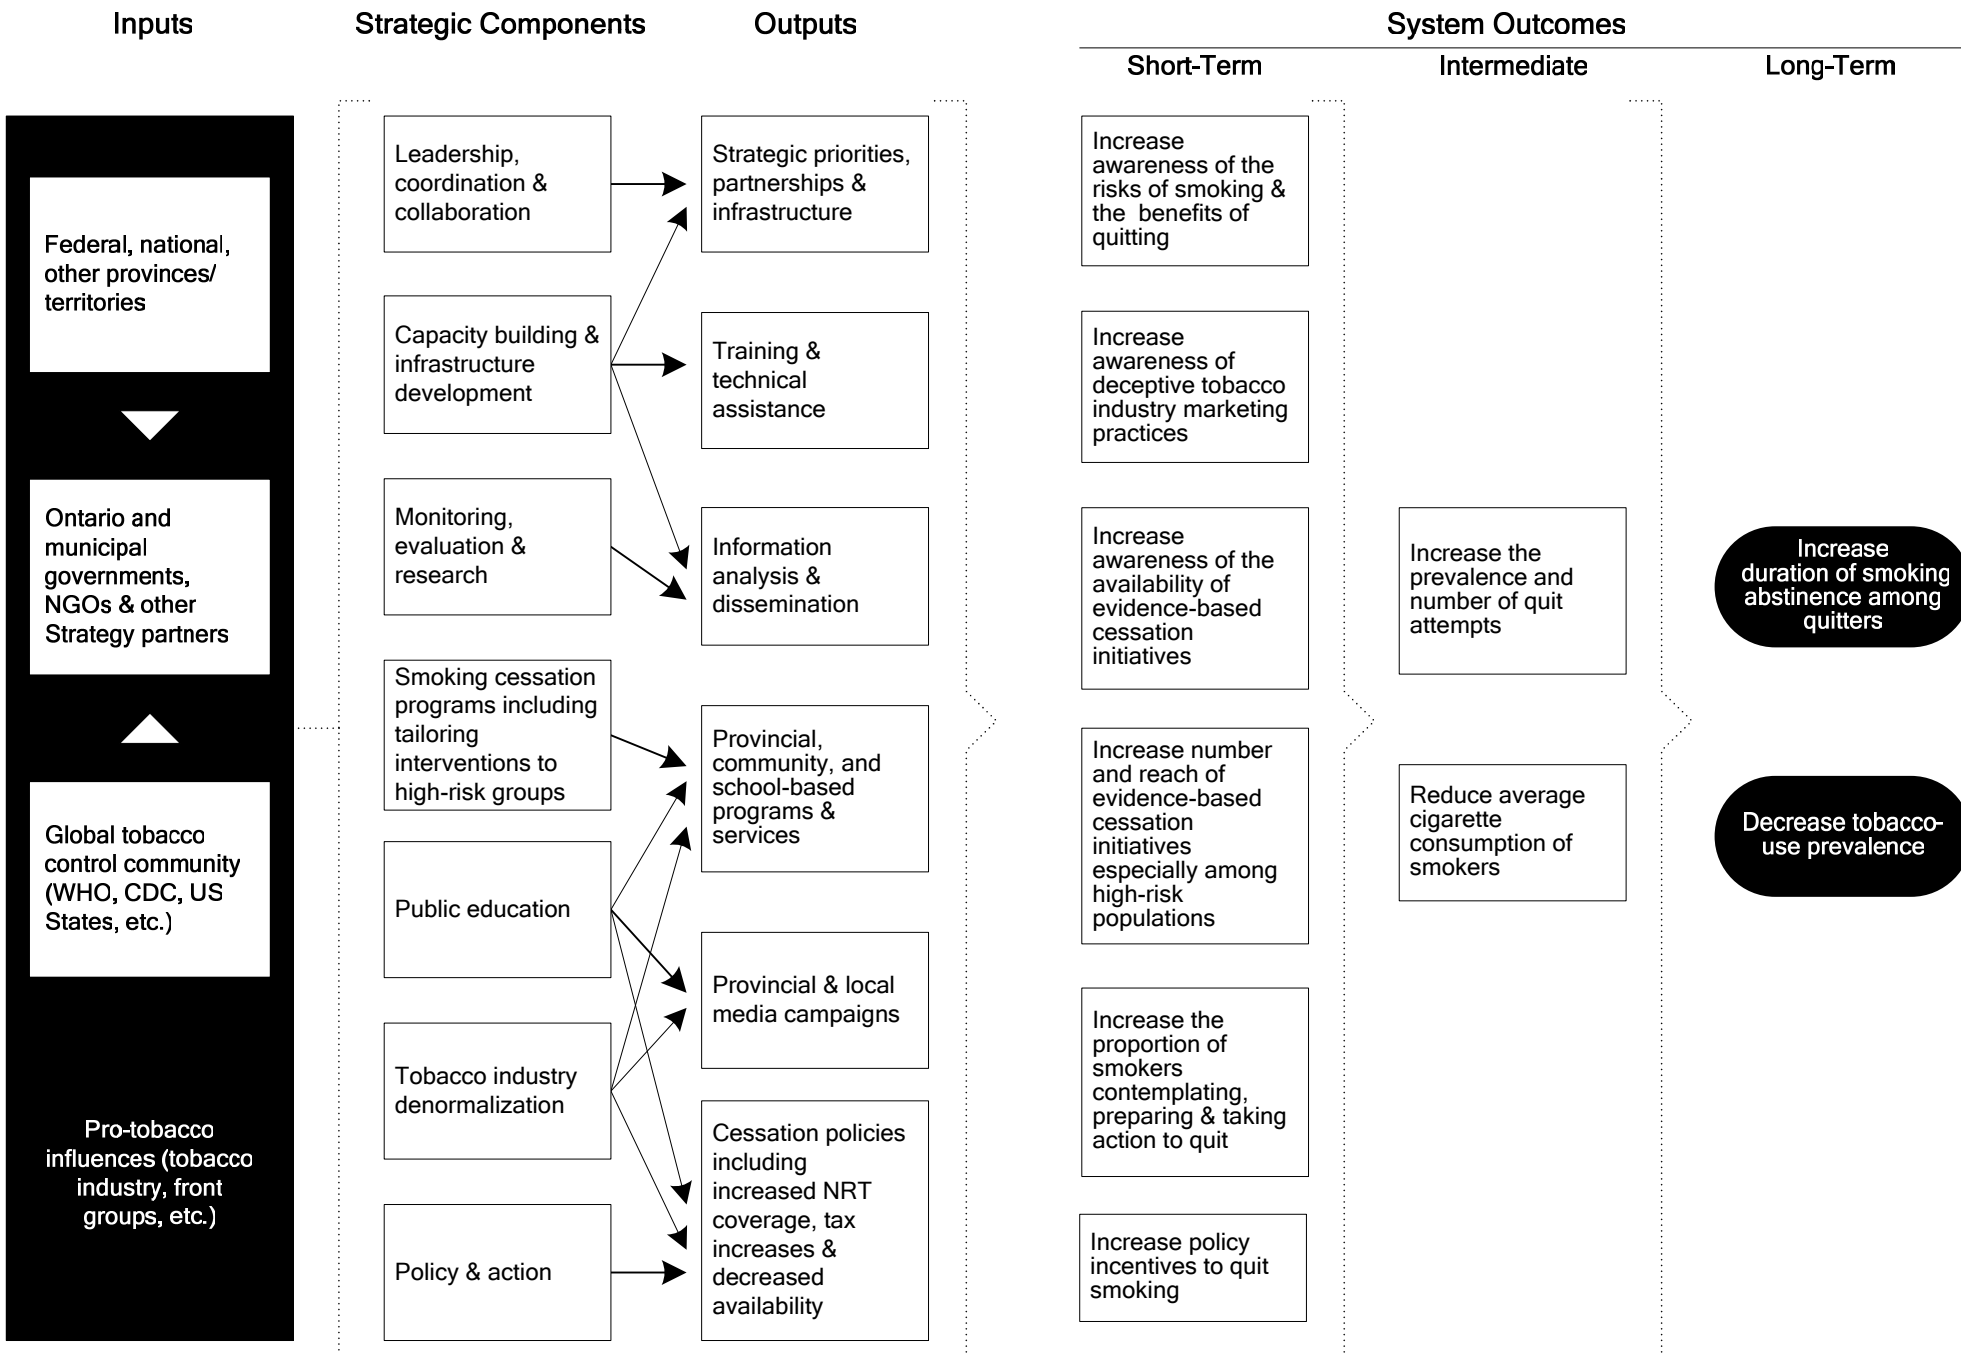 Inputs
Strategic Components
Outputs
System Outcomes
Short-Term
Intermediate
Long-Term
Federal, national,
other provinces/
territories
Ontario and
municipal
governments,
NGOs & other
Strategy partners
Global tobacco
control community
(WHO, CDC, US
States, etc.)
Pro-tobacco
influences (tobacco
industry, front
groups, etc.)
Leadership,
coordination &
collaboration
Capacity building &
infrastructure
development
Monitoring,
evaluation &
research
Smoking cessation
programs including
tailoring
interventions to
high-risk groups
Public education
Tobacco industry
denormalization
Policy & action
Strategic priorities,
partnerships &
infrastructure
Training &
technical
assistance
Information
analysis &
dissemination
Provincial,
community, and
school-based
programs &
services
Provincial & local
media campaigns
Cessation policies
including
increased NRT
coverage, tax
increases &
decreased
availability
Increase
awareness of the
risks of smoking &
the benefits of
quitting
Increase
awareness of
deceptive tobacco
industry marketing
practices
Increase
awareness of the
availability of
evidence-based
cessation
initiatives
Increase number
and reach of
evidence-based
cessation
initiatives
especially among
high-risk
populations
Increase the
proportion of
smokers
contemplating,
preparing & taking
action to quit
Increase policy
incentives to quit
smoking
Increase the
prevalence and
number of quit
attempts
Reduce average
cigarette
consumption of
smokers
Increase
duration of smoking
abstinence among
quitters
Decrease tobacco-
use prevalence